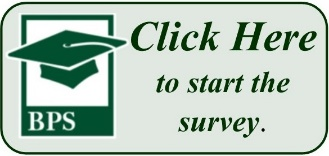 Click Here
to start the
survey.
BPS